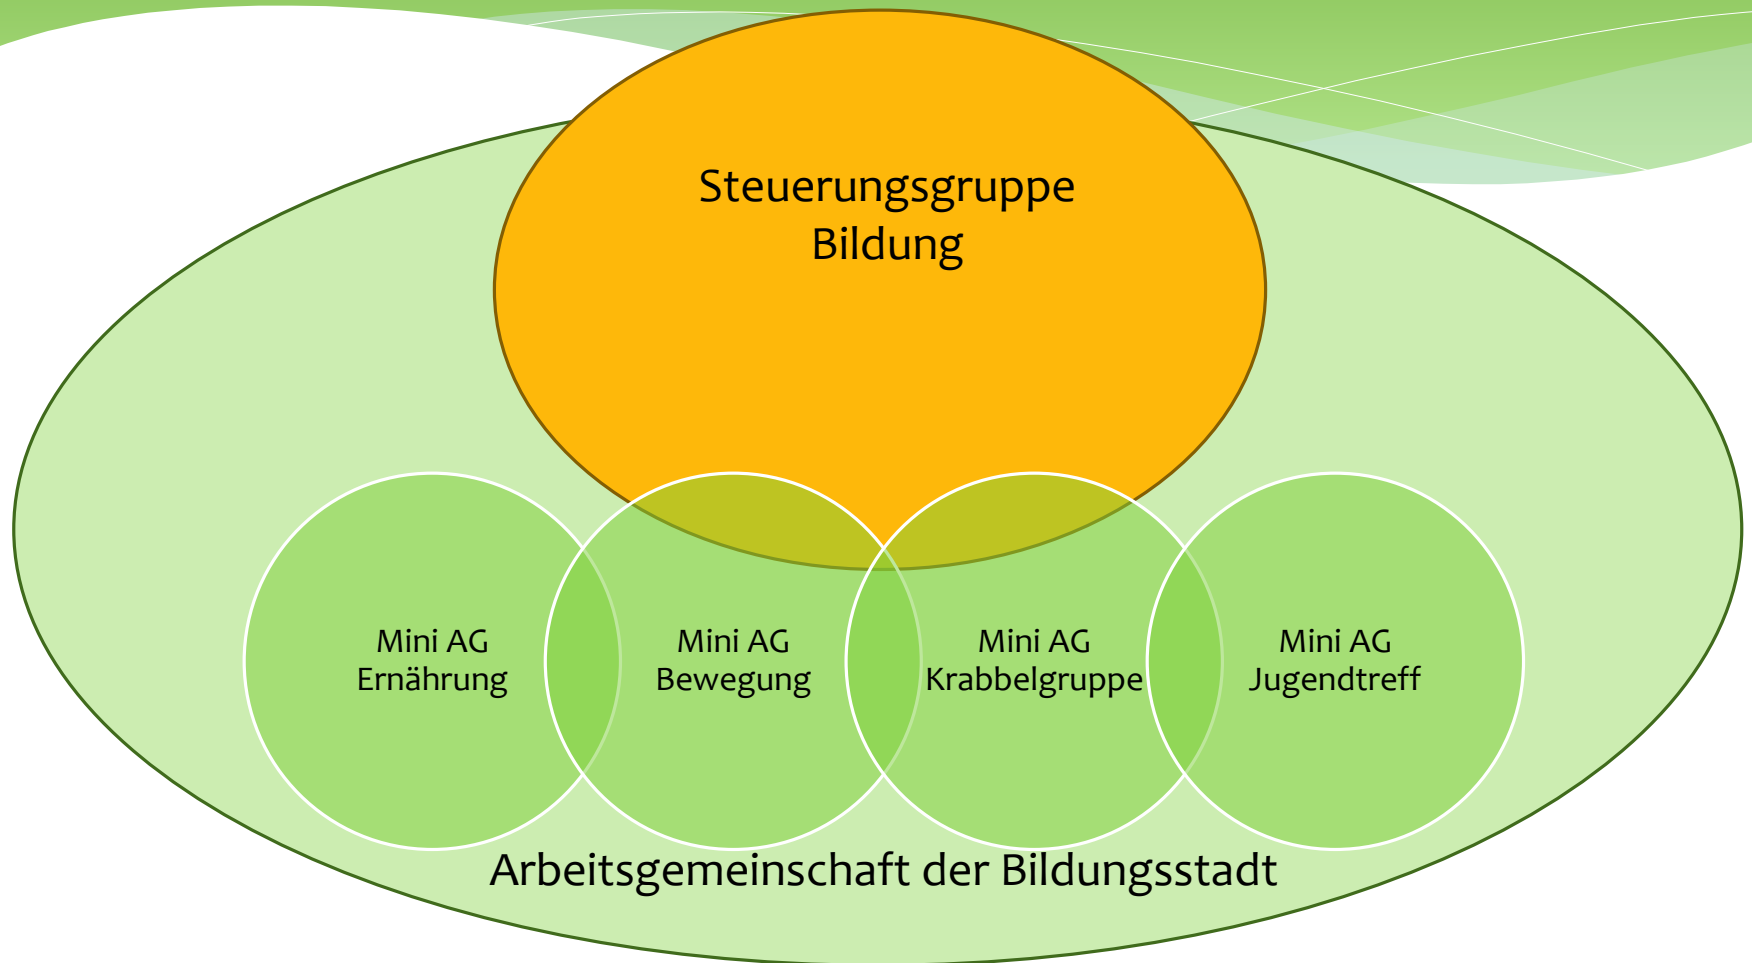 Steuerungsgruppe
Bildung
Mini AG
Ernährung
Mini AG
Bewegung
Mini AG
Krabbelgruppe
Mini AG
Jugendtreff
Arbeitsgemeinschaft der Bildungsstadt